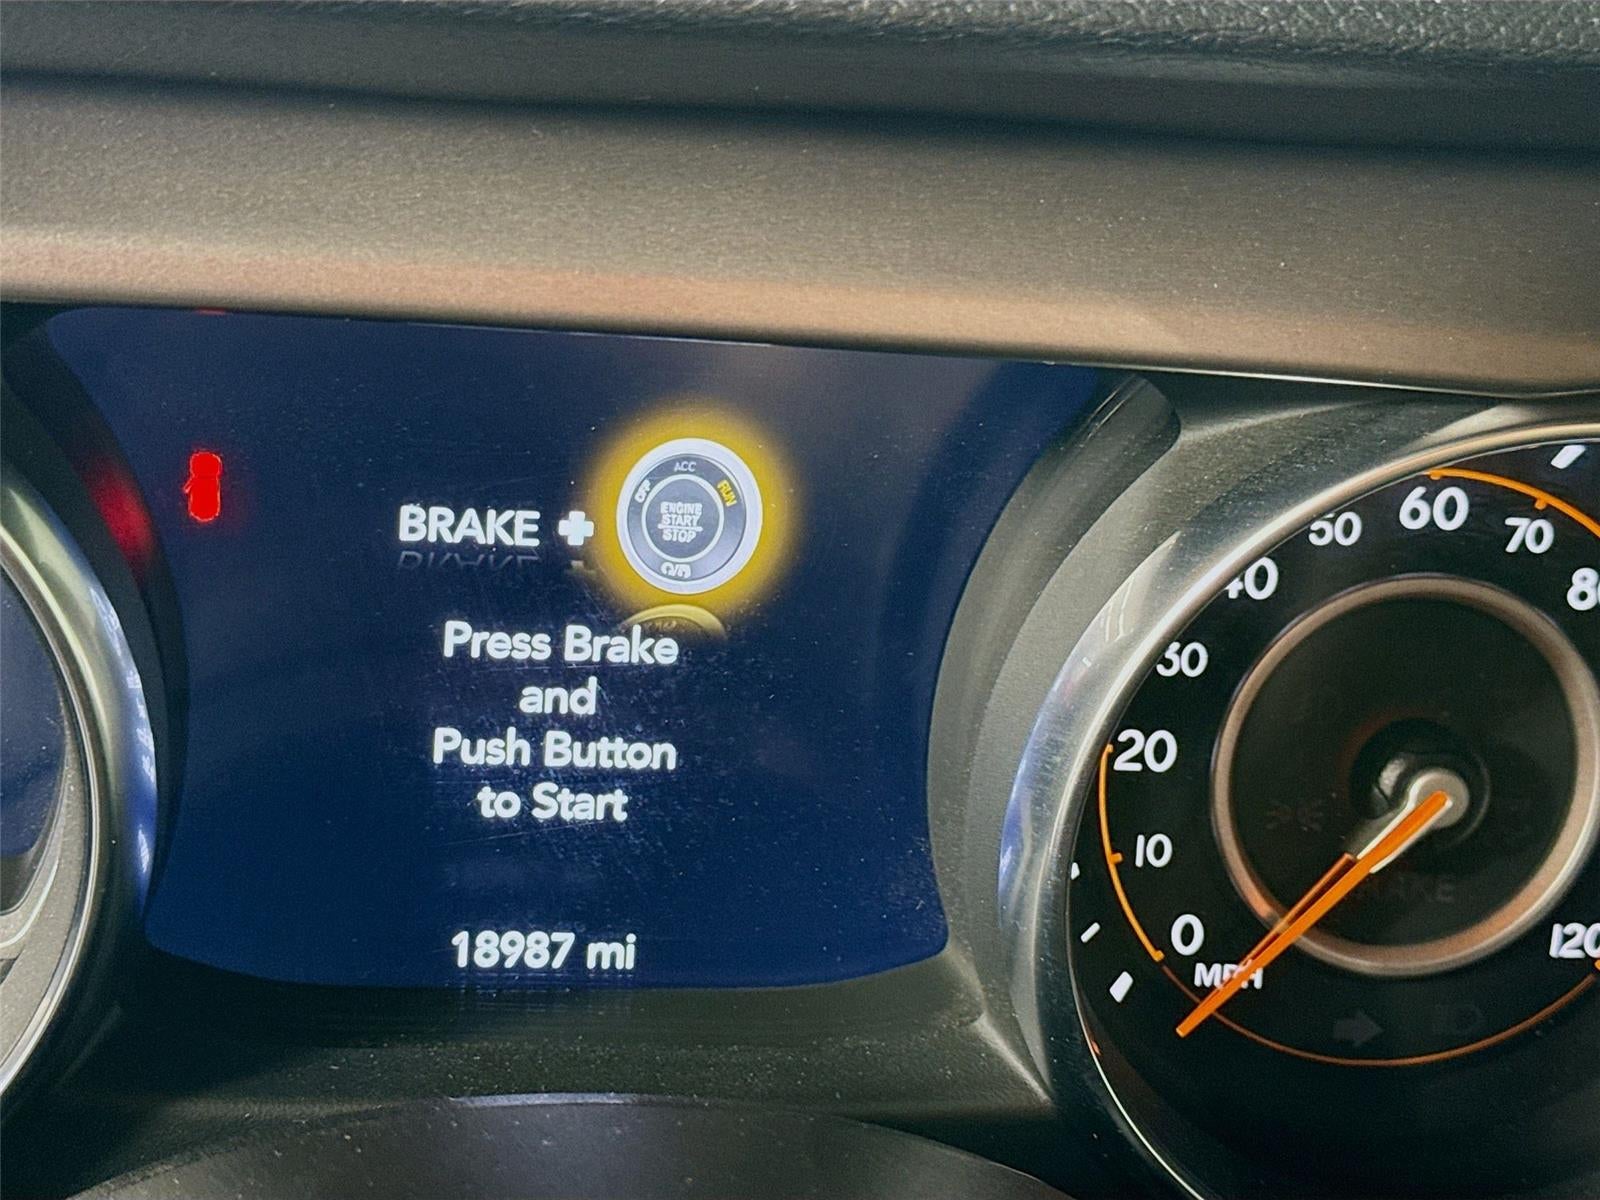 BRAKE +
ACC
OFF
RUN
ENGINE
START
STOP
Press Brake
and
Push Button
to Start
18987 mi
0
10
20
30
40
50
60
70
120
MPH